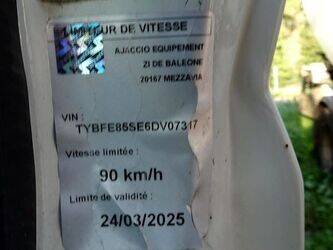 LIMITEUR DE VITESSE
AJACCIO EQUIPEMENT
ZI DE BALEONE
20167 MEZZAVIA
VIN :
TYBFE85SE6DV07317
Vitesse limitée :
90 km/h
Limite de validité :
24/03/2025